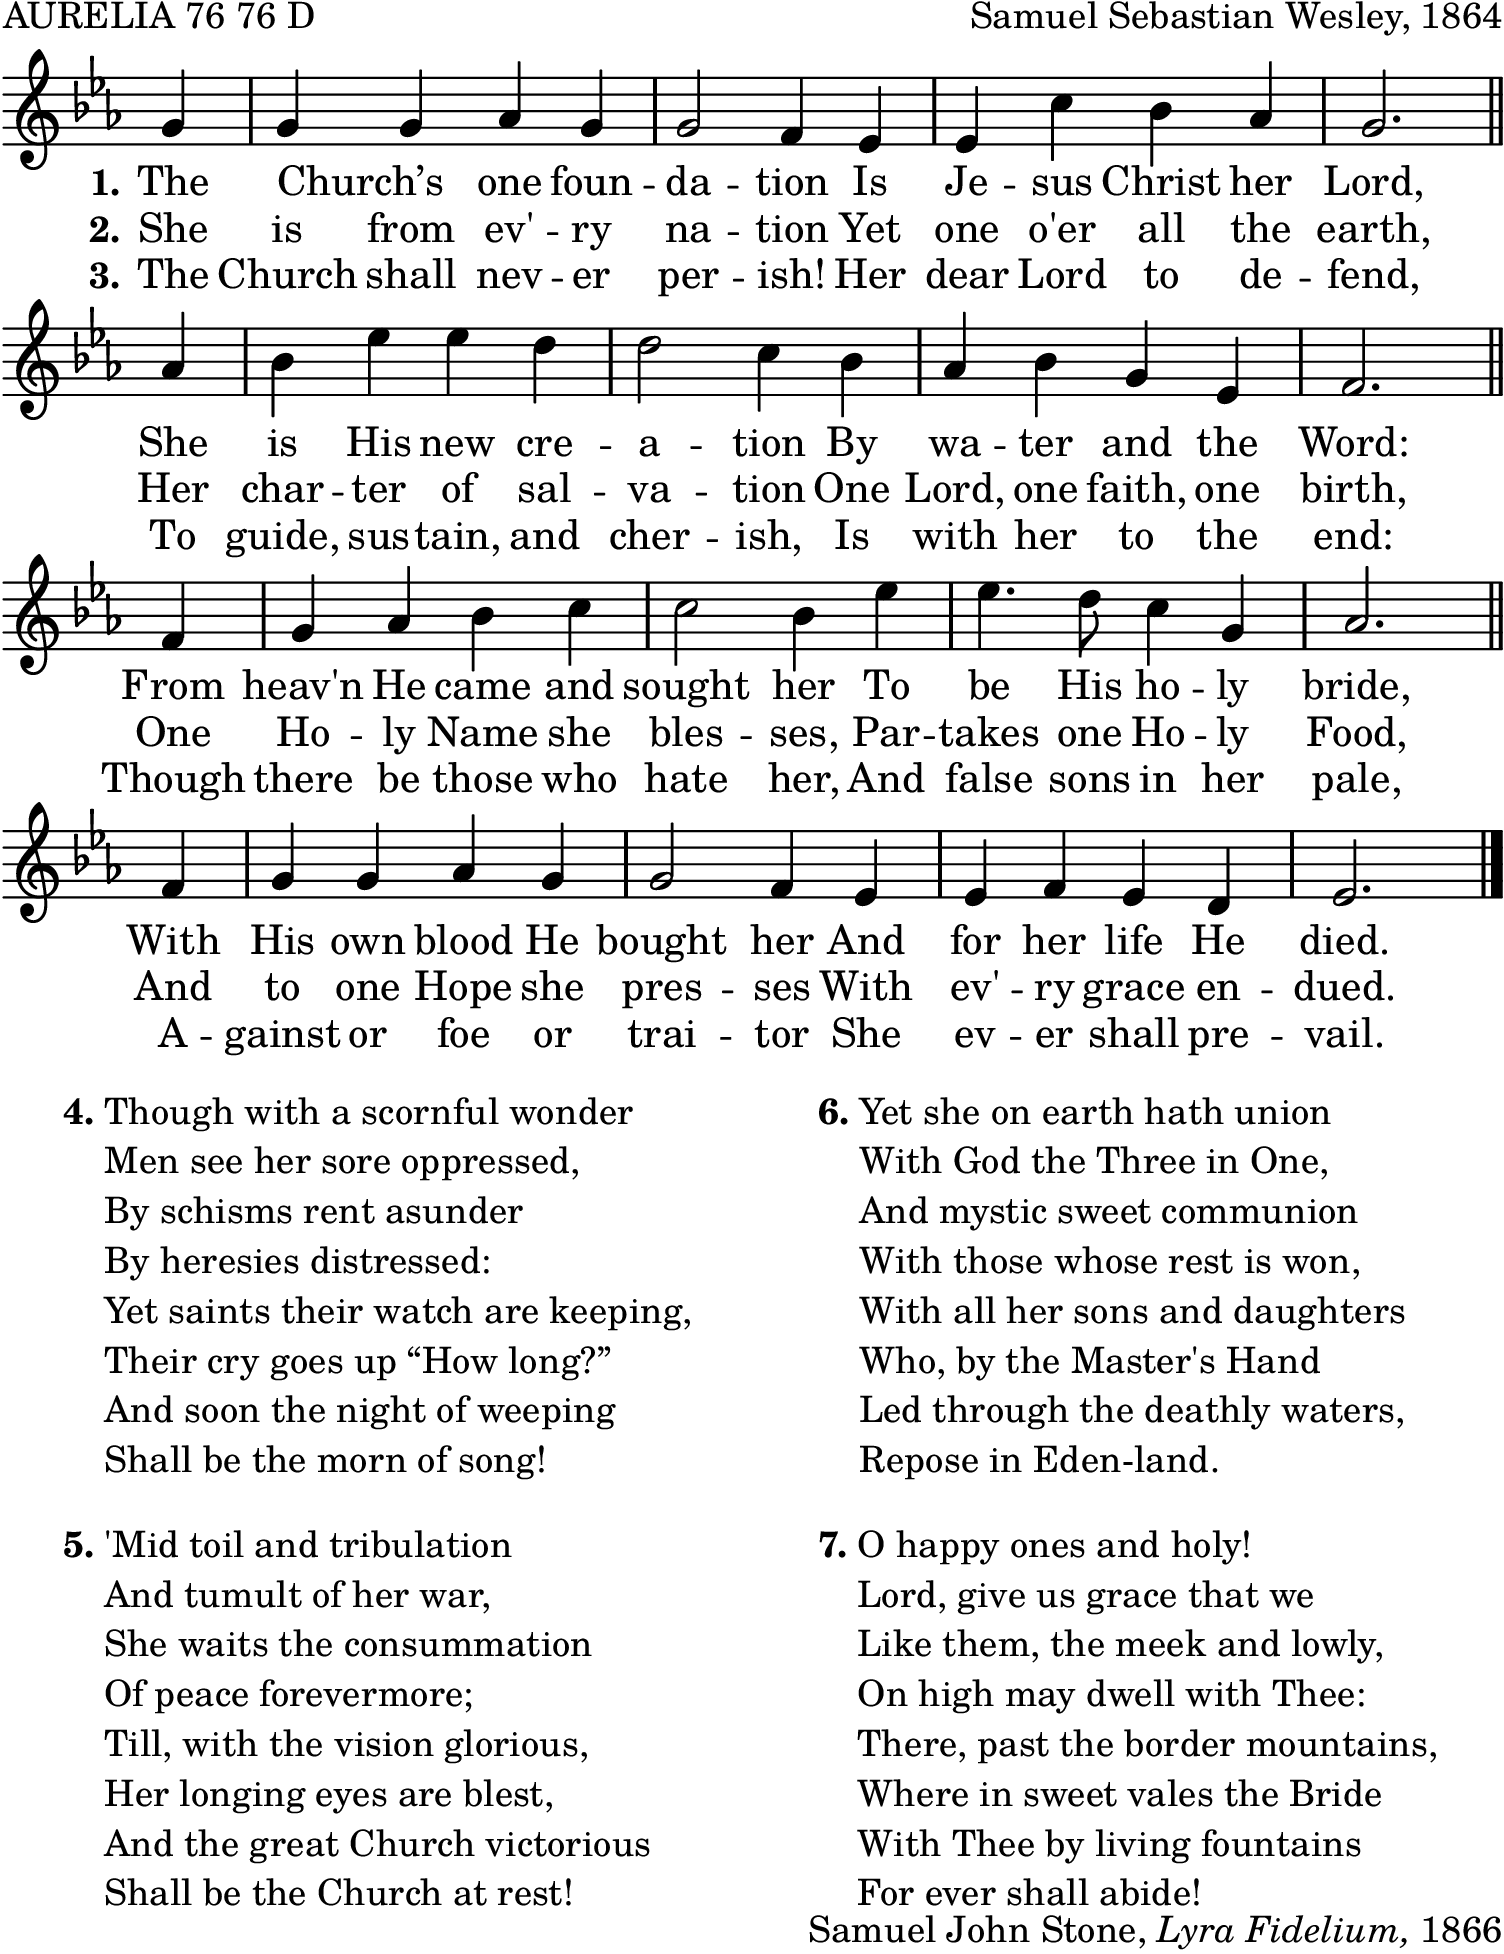 AURELIA 76 76 D
Samuel Sebastian Wesley, 1864
1. The Church’s one foun -- da -- tion Is Je -- sus Christ her Lord,
2. She is from ev' -- ry na -- tion Yet one o'er all the earth,
3. The Church shall nev -- er per -- ish! Her dear Lord to de -- fend,
She is His new cre -- a -- tion By wa -- ter and the Word:
Her char -- ter of sal -- va -- tion One Lord, one faith, one birth,
To guide, sus -- tain, and cher -- ish, Is with her to the end:
From heav'n He came and sought her To be His ho -- ly bride,
One Ho -- ly Name she bles -- ses, Par -- takes one Ho -- ly Food,
Though there be those who hate her, And false sons in her pale,
With His own blood He bought her And for her life He died.
And to one Hope she pres -- ses With ev' -- ry grace en -- dued.
A -- gainst or foe or trai -- tor She ev -- er shall pre -- vail.
4. Though with a scornful wonder
Men see her sore oppressed,
By schisms rent asunder
By heresies distressed:
Yet saints their watch are keeping,
Their cry goes up “How long?”
And soon the night of weeping
Shall be the morn of song!
5. 'Mid toil and tribulation
And tumult of her war,
She waits the consummation
Of peace forevermore;
Till, with the vision glorious,
Her longing eyes are blest,
And the great Church victorious
Shall be the Church at rest!
6. Yet she on earth hath union
With God the Three in One,
And mystic sweet communion
With those whose rest is won,
With all her sons and daughters
Who, by the Master's Hand
Led through the deathly waters,
Repose in Eden-land.
7. O happy ones and holy!
Lord, give us grace that we
Like them, the meek and lowly,
On high may dwell with Thee:
There, past the border mountains,
Where in sweet vales the Bride
With Thee by living fountains
For ever shall abide!
Samuel John Stone, Lyra Fidelium, 1866